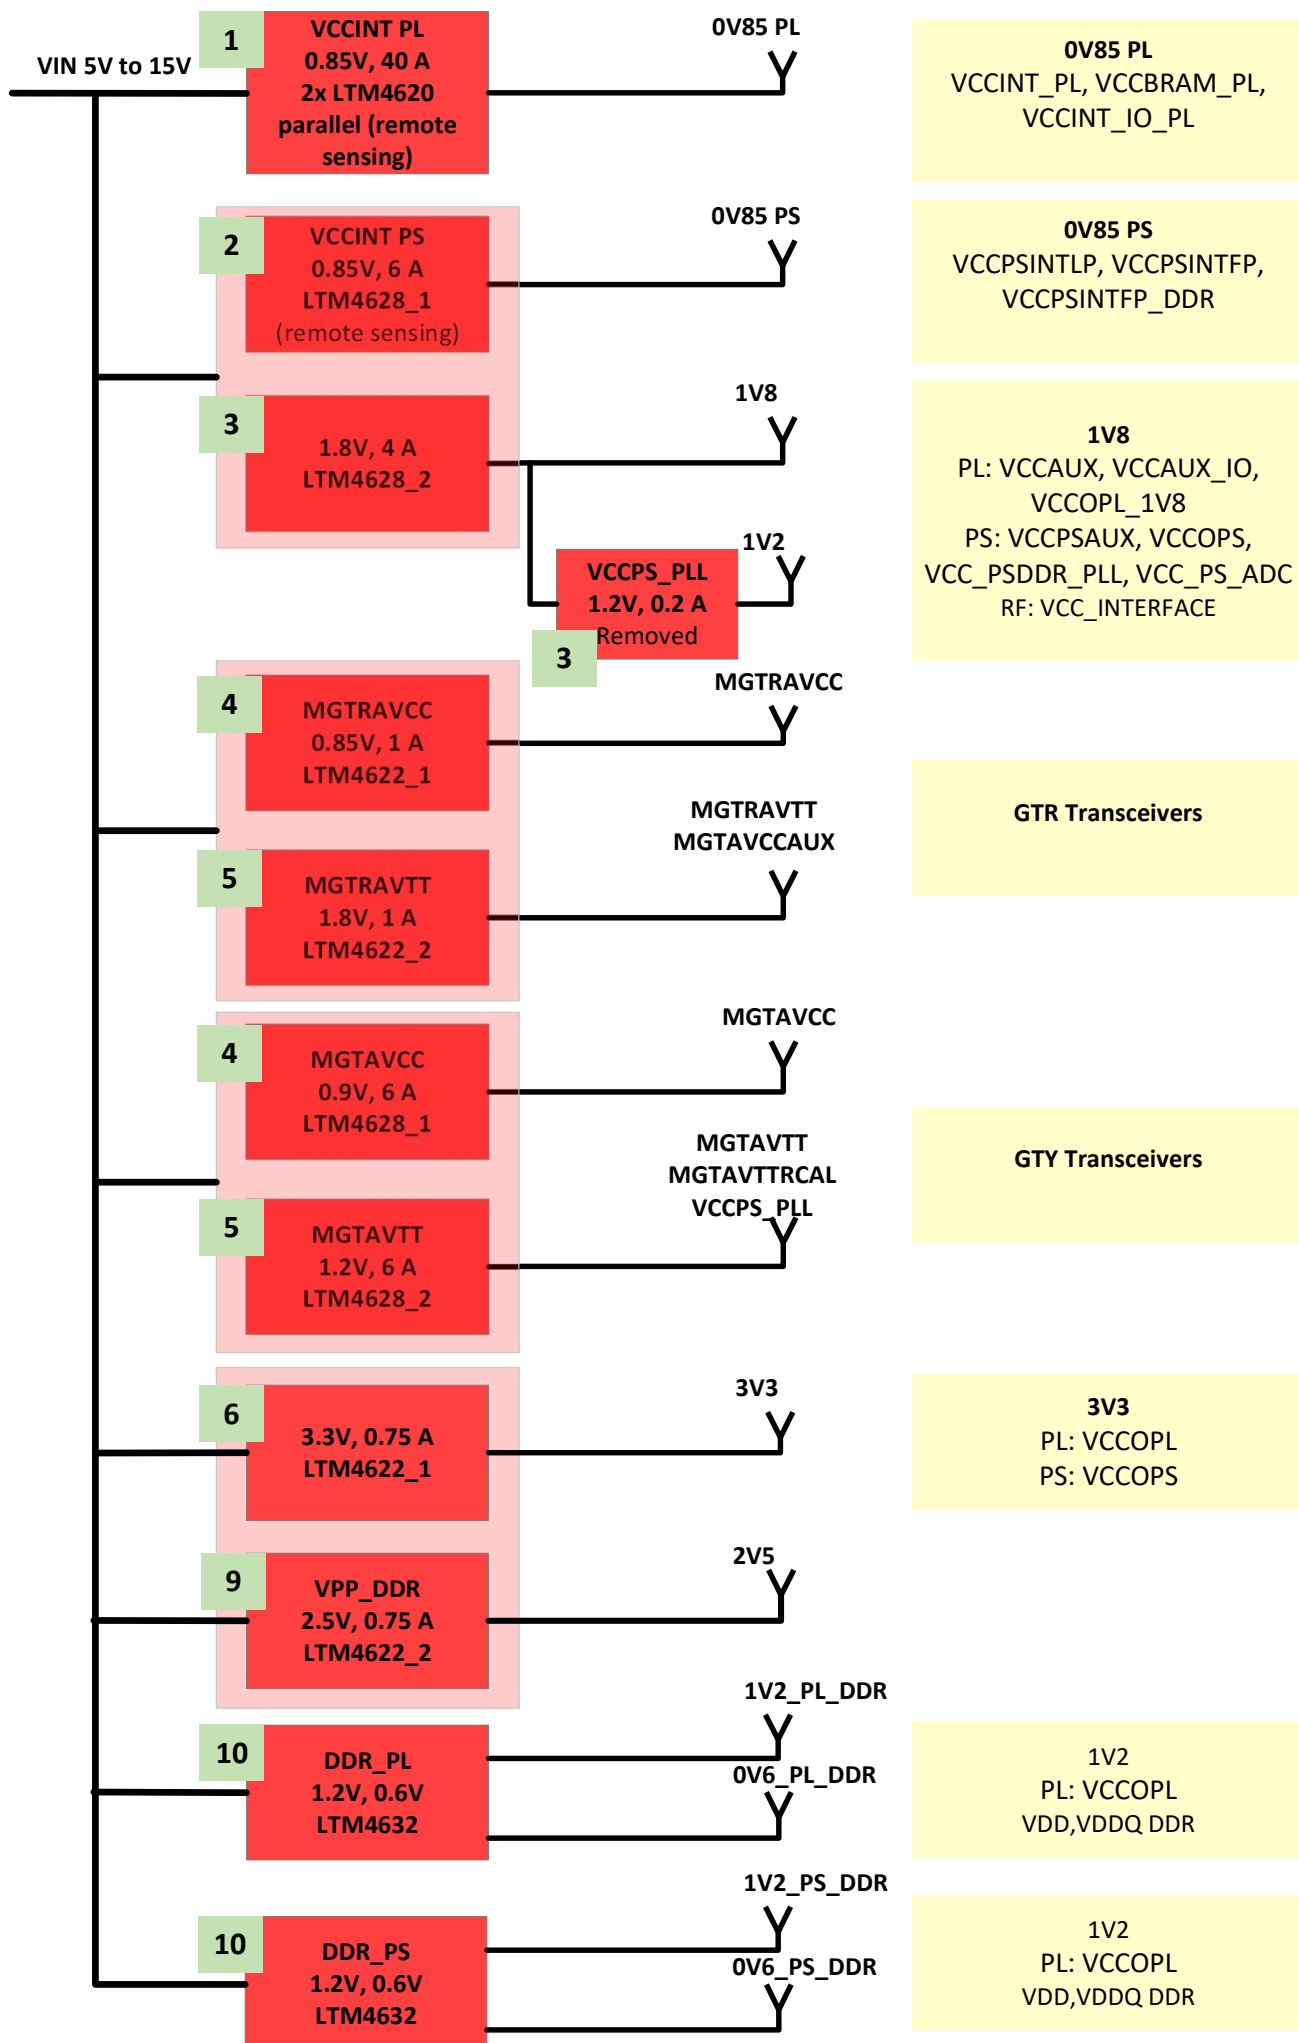 VIN 5V to 15V
1
VCCINT PL
0.85V, 40 A
2x LTM4620
parallel (remote
sensing)
0V85 PL
0V85 PL
VCCINT_PL, VCCBRAM_PL,
VCCINT_IO_PL
2
VCCINT PS
0.85V, 6 A
LTM4628_1
(remote sensing)
0V85 PS
0V85 PS
VCCPSINTLP, VCCPSINTFP,
VCCPSINTFP_DDR
3
1.8V, 4 A
LTM4628_2
1V8
1V8
PL: VCCAUX, VCCAUX_IO,
VCCOPL_1V8
PS: VCCPSAUX, VCCOPS,
VCC_PSDDR_PLL, VCC_PS_ADC
RF: VCC_INTERFACE
VCCPS_PLL
1.2V, 0.2 A
Removed
3
1V2
4
MGTRAVCC
0.85V, 1 A
LTM4622_1
MGTRAVCC
5
MGTRAVTT
1.8V, 1 A
LTM4622_2
MGTRAVTT
MGTAVCCAUX
GTR Transceivers
4
MGTAVCC
0.9V, 6 A
LTM4628_1
MGTAVCC
5
MGTAVTT
1.2V, 6 A
LTM4628_2
MGTAVTT
MGTAVTTRCAL
VCCPS_PLL
GTY Transceivers
6
3.3V, 0.75 A
LTM4622_1
3V3
3V3
PL: VCCOPL
PS: VCCOPS
9
VPP_DDR
2.5V, 0.75 A
LTM4622_2
2V5
10
DDR_PL
1.2V, 0.6V
LTM4632
1V2_PL_DDR
0V6_PL_DDR
1V2
PL: VCCOPL
VDD,VDDQ DDR
10
DDR_PS
1.2V, 0.6V
LTM4632
1V2_PS_DDR
0V6_PS_DDR
1V2
PL: VCCOPL
VDD,VDDQ DDR